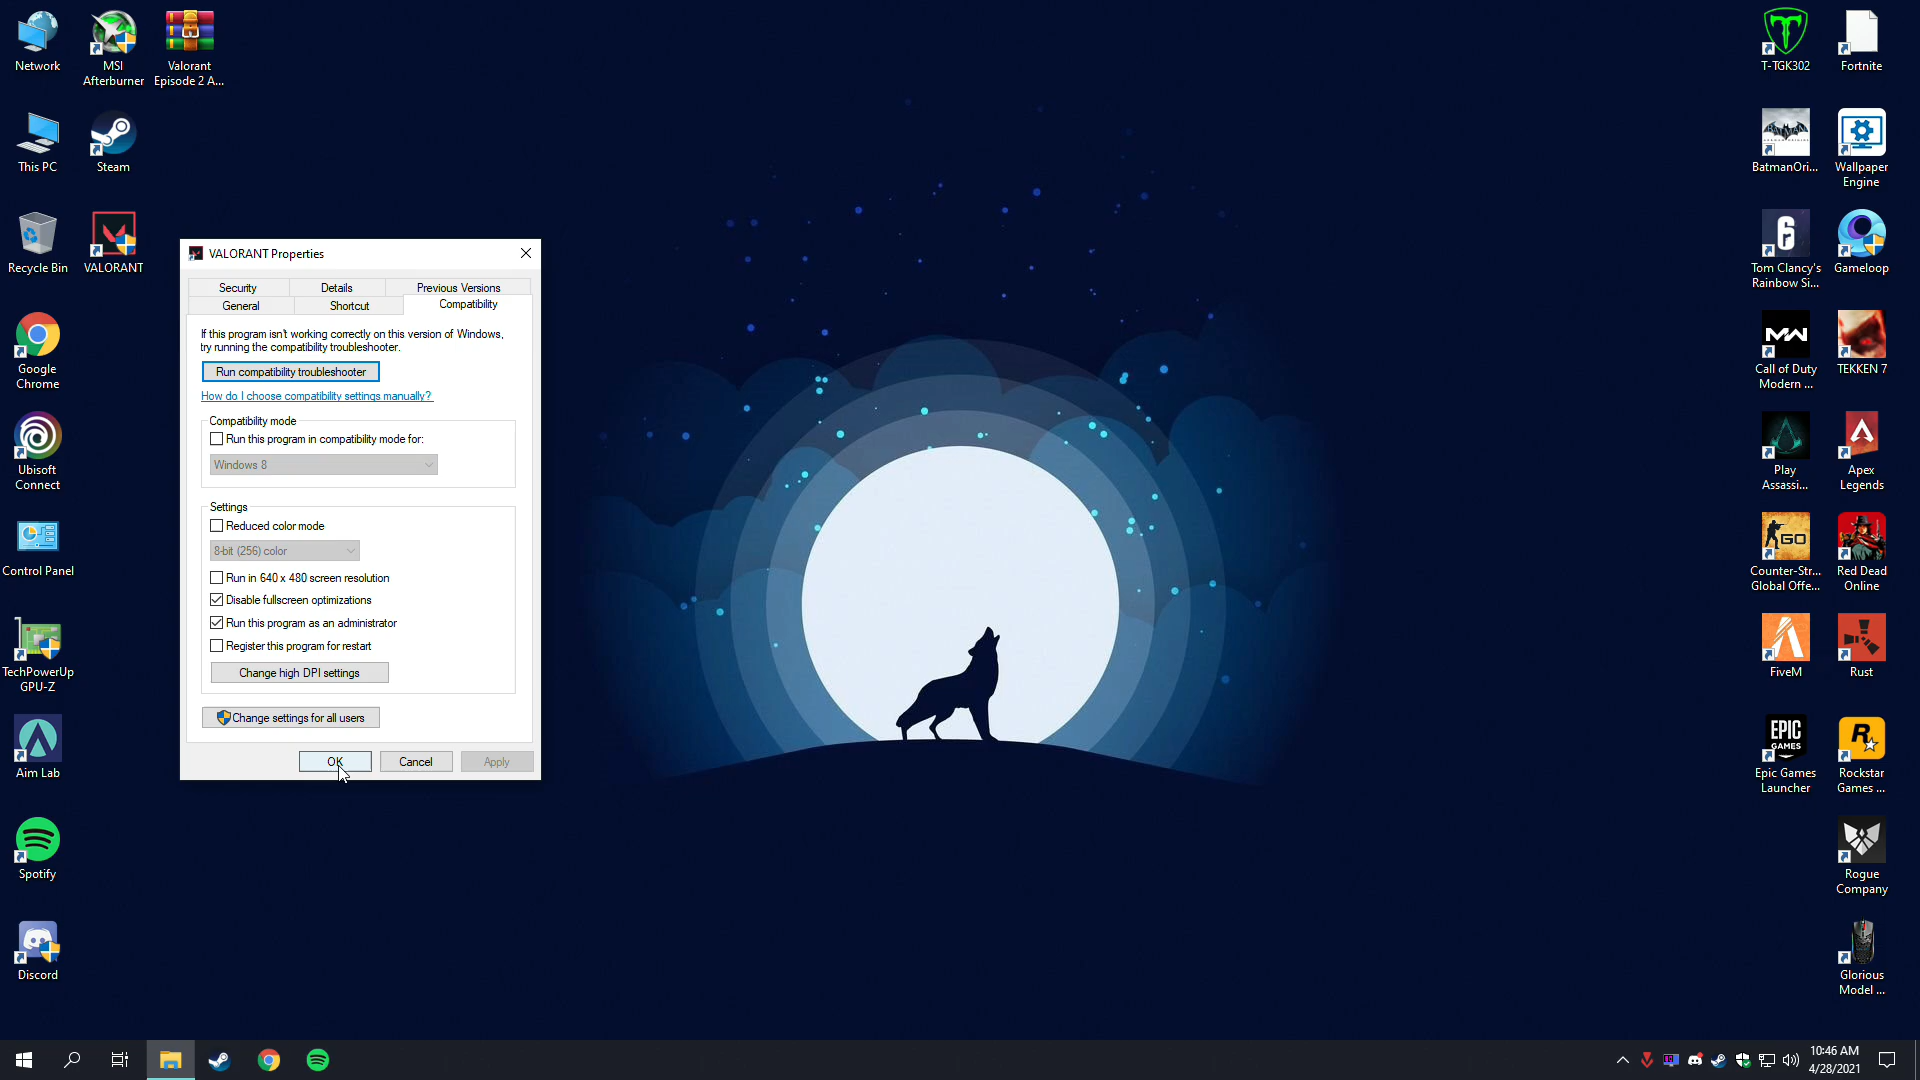 Network
MSI
Afterburner
Valorant
Episode 2 A...
This PC
Steam
Recycle Bin
VALORANT
Google
Chrome
Ubisoft
Connect
Control Panel
TechPowerUp
GPU-Z
Aim Lab
Spotify
Discord
VALORANT Properties
Security
Details
Previous Versions
General
Shortcut
Compatibility
If this program isn't working correctly on this version of Windows,
try running the compatibility troubleshooter.
Run compatibility troubleshooter
How do I choose compatibility settings manually?
Compatibility mode
Run this program in compatibility mode for:
Windows 8
Settings
Reduced color mode
8-bit (256) color
Run in 640 x 480 screen resolution
Disable fullscreen optimizations
Run this program as an administrator
Register this program for restart
Change high DPI settings
Change settings for all users
OK
Cancel
Apply
T-TGK302
Fortnite
BATMAN
BatmanOri...
Wallpaper
Engine
6
Tom Clancy's
Rainbow Si...
Gameloop
MW
Call of Duty
Modern ...
TEKKEN 7
Play
Assassi...
Apex
Legends
GO
Counter-Str...
Global Offe...
Red Dead
Online
FiveM
Rust
EPIC
GAMES
Epic Games
Launcher
R
Rockstar
Games ...
Rogue
Company
Glorious
Model ...
10:46 AM
4/28/2021